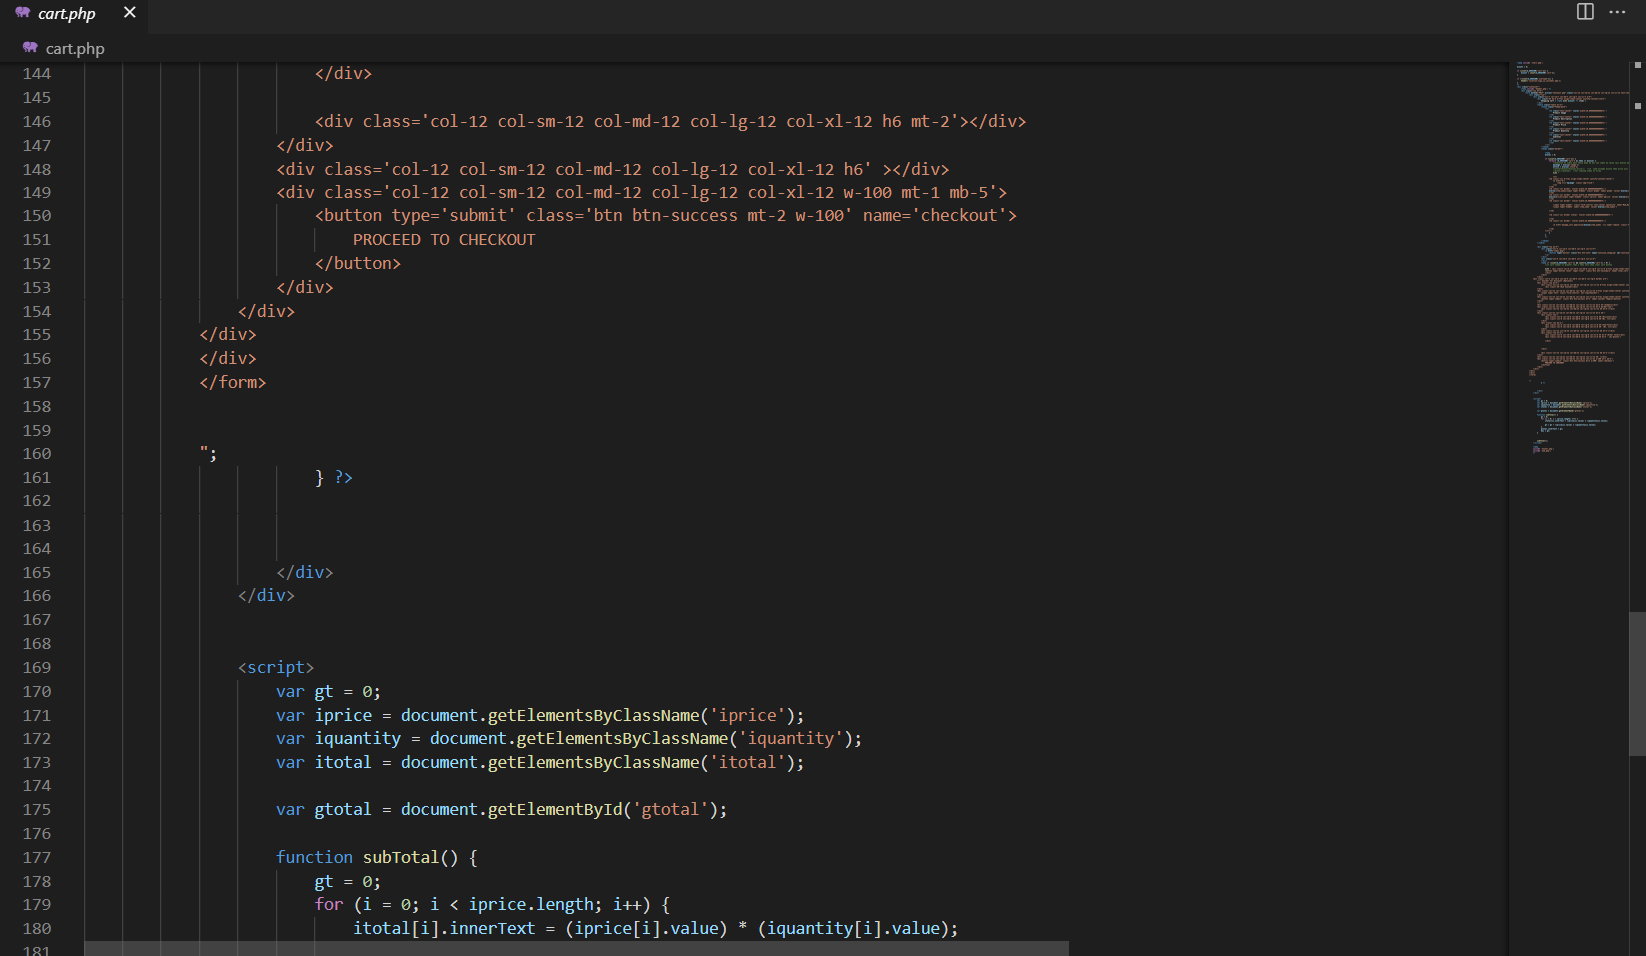 cart.php
cart.php
144 </div>
145
146 <div class='col-12 col-sm-12 col-md-12 col-lg-12 col-xl-12 h6 mt-2'></div>
147 </div>
148 <div class='col-12 col-sm-12 col-md-12 col-lg-12 col-xl-12 h6' ></div>
149 <div class='col-12 col-sm-12 col-md-12 col-lg-12 col-xl-12 w-100 mt-1 mb-5'>
150 <button type='submit' class='btn btn-success mt-2 w-100' name='checkout'>
151 PROCEED TO CHECKOUT
152 </button>
153 </div>
154 </div>
155 </div>
156 </div>
157 </form>
158
159
160 ";
161 } ?>
162
163
164
165 </div>
166 </div>
167
168
169 <script>
170 var gt = 0;
171 var iprice = document.getElementsByClassName('iprice');
172 var iquantity = document.getElementsByClassName('iquantity');
173 var itotal = document.getElementsByClassName('itotal');
174
175 var gtotal = document.getElementById('gtotal');
176
177 function subTotal() {
178 gt = 0;
179 for (i = 0; i < iprice.length; i++) {
180 itotal[i].innerText = (iprice[i].value) * (iquantity[i].value);
181